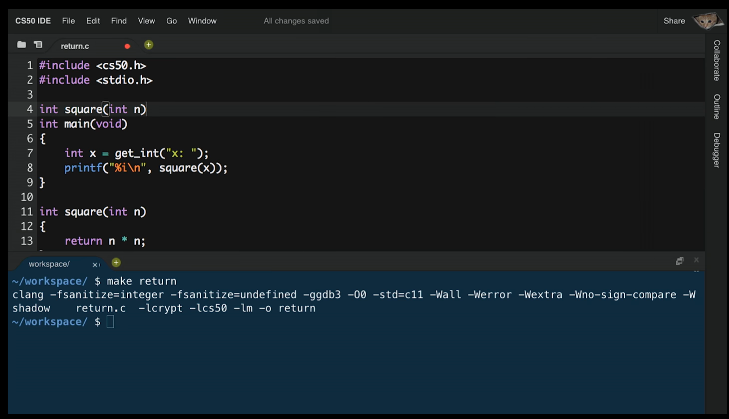 CS50 IDE File Edit Find View Go Window All changes saved Share
return.c
1 #include <cs50.h>
2 #include <stdio.h>
3
4 int square(int n)
5 int main(void)
6 {
7 int x = get_int("x: ");
8 printf("%i\n", square(x));
9 }
10
11 int square(int n)
12 {
13 return n * n;
Collaborate
Outline
Debugger
workspace/
~/workspace/ $ make return
clang -fsanitize=integer -fsanitize=undefined -ggdb3 -O0 -std=c11 -Wall -Werror -Wextra -Wno-sign-compare -W
shadow return.c -lcrypt -lcs50 -lm -o return
~/workspace/ $